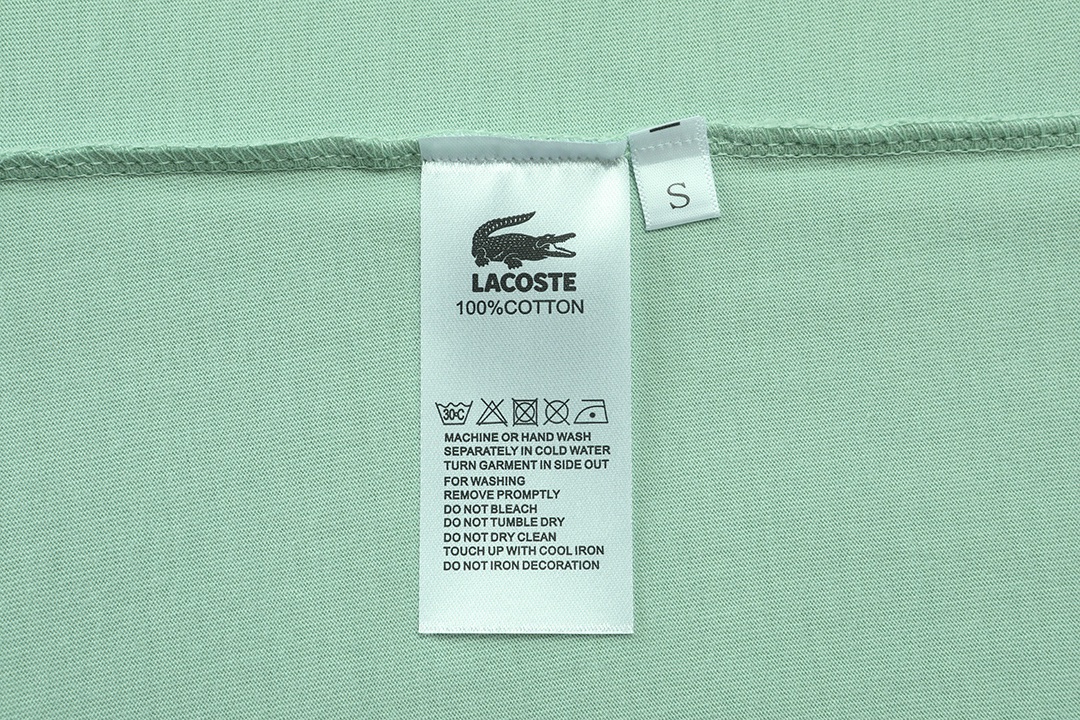 S
LACOSTE
100%COTTON
30°C
MACHINE OR HAND WASH
SEPARATELY IN COLD WATER
TURN GARMENT IN SIDE OUT
FOR WASHING
REMOVE PROMPTLY
DO NOT BLEACH
DO NOT TUMBLE DRY
DO NOT DRY CLEAN
TOUCH UP WITH COOL IRON
DO NOT IRON DECORATION